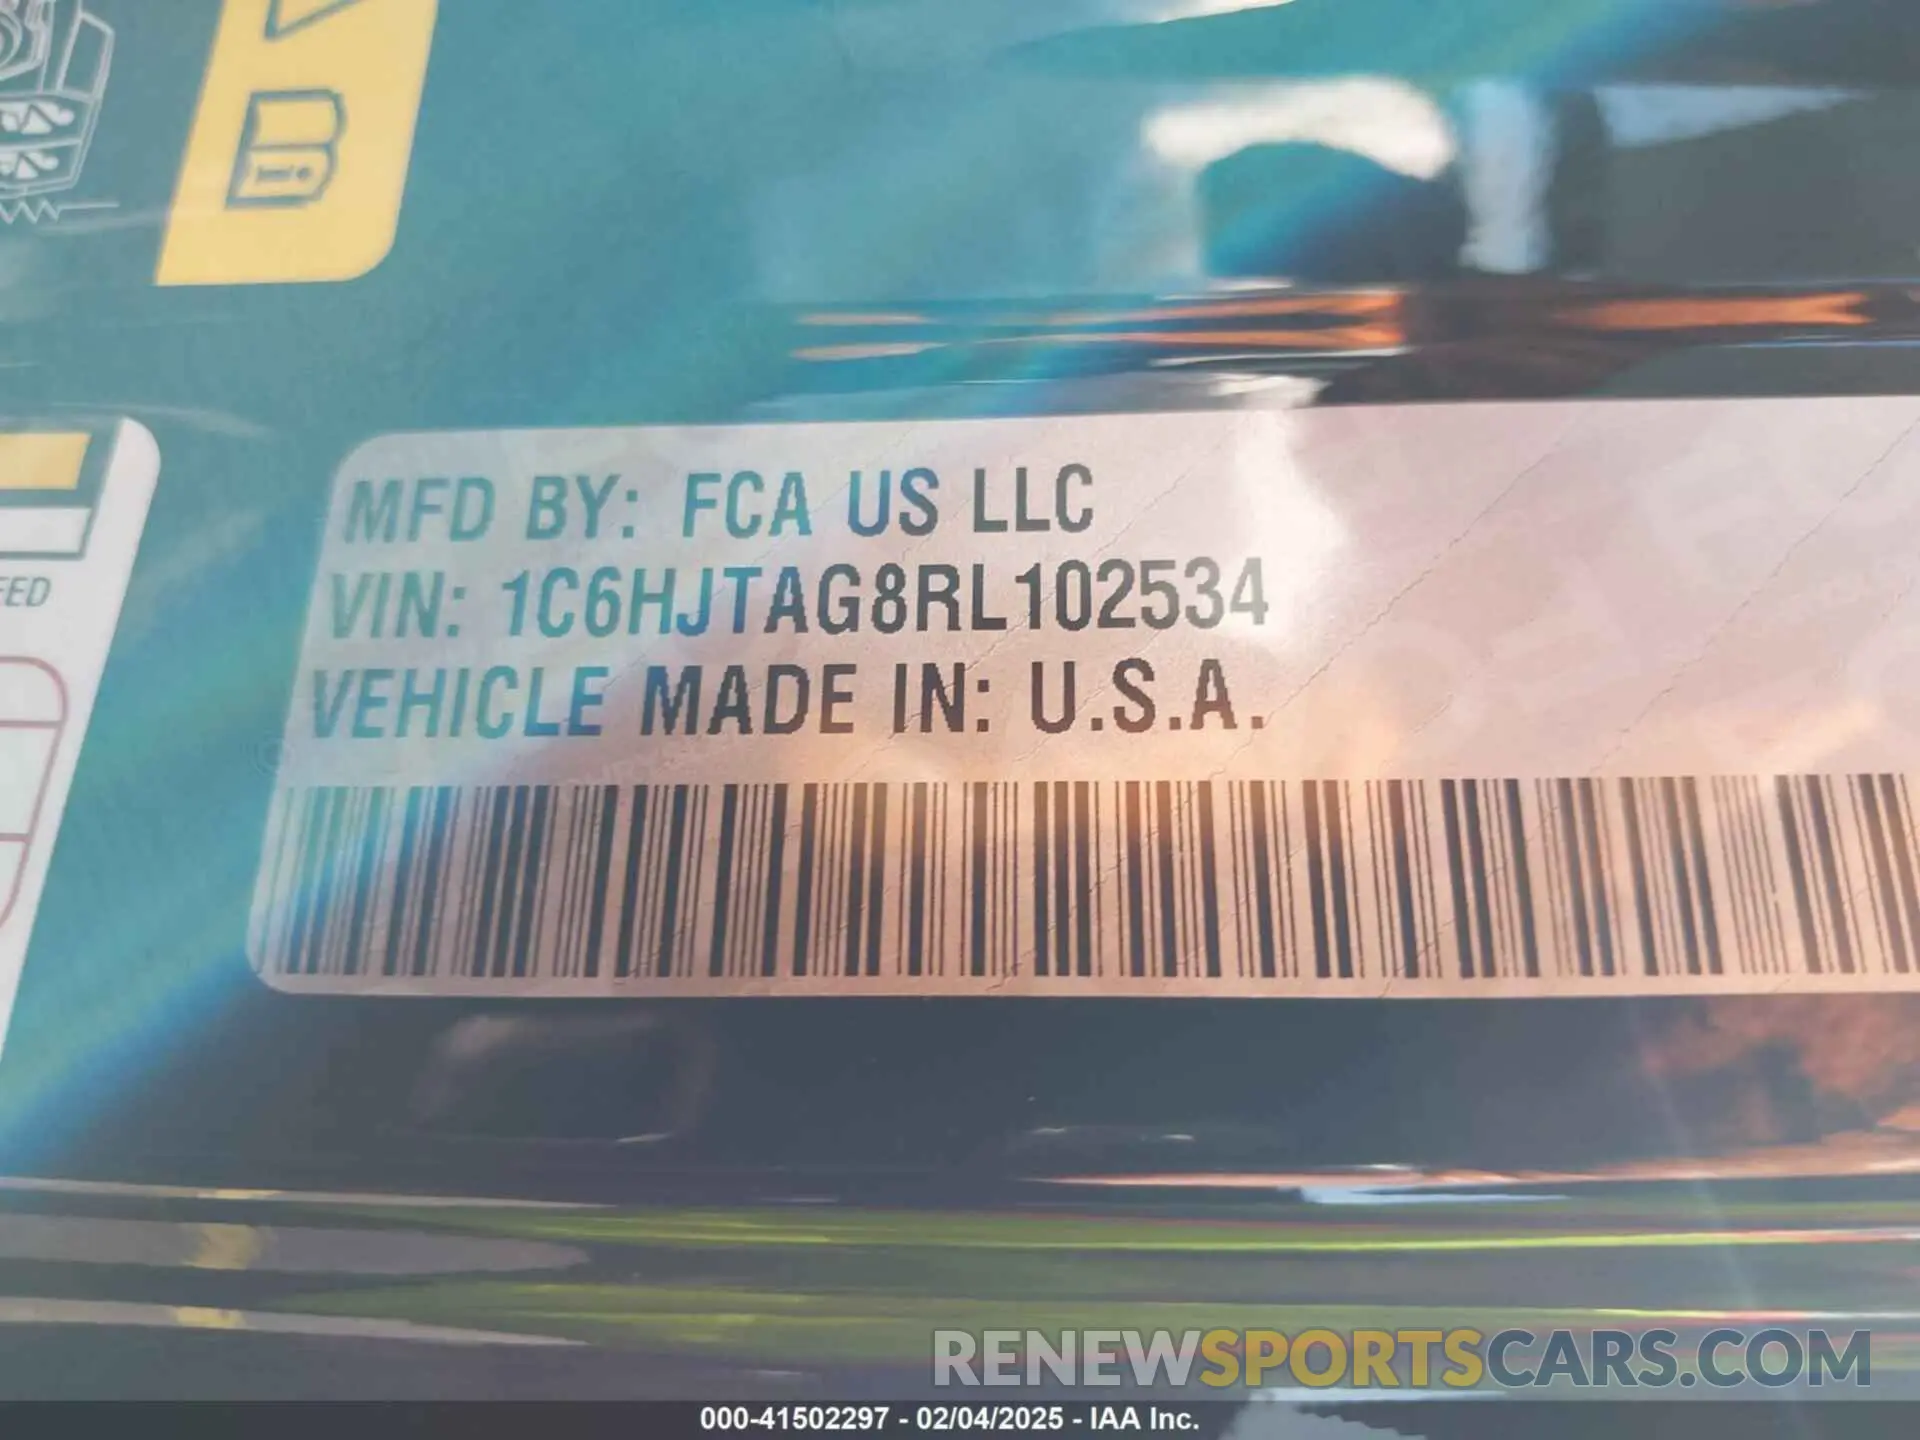 MFD BY: FCA US LLC
VIN: 1C6HJTAG8RL102534
VEHICLE MADE IN: U.S.A.
RENEWSPORTSCARS.COM
000-41502297 - 02/04/2025 - IAA Inc.